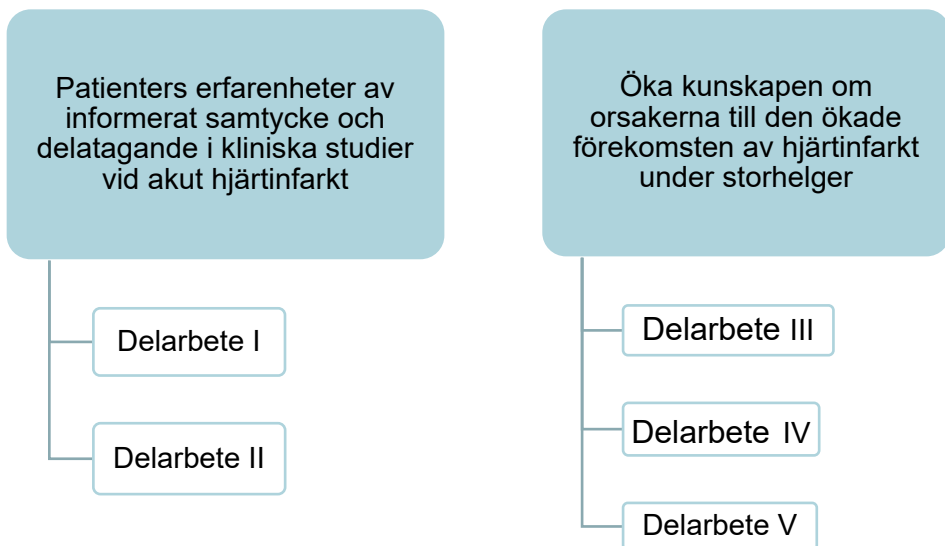 Patienters erfarenheter av
informerat samtycke och
delatagande i kliniska studier
vid akut hjärtinfarkt
Delarbete I
Delarbete II
Öka kunskapen om
orsakerna till den ökade
förekomsten av hjärtinfarkt
under storhelger
Delarbete III
Delarbete IV
Delarbete V